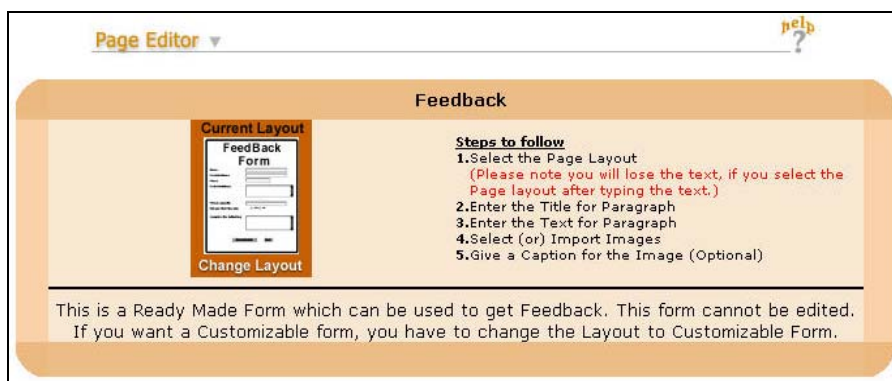 Page Editor
help
?
Feedback
Current Layout
FeedBack
Form
Change Layout
Steps to follow
1.Select the Page Layout
(Please note you will lose the text, if you select the
Page layout after typing the text.)
2.Enter the Title for Paragraph
3.Enter the Text for Paragraph
4.Select (or) Import Images
5.Give a Caption for the Image (Optional)
This is a Ready Made Form which can be used to get Feedback. This form cannot be edited.
If you want a Customizable form, you have to change the Layout to Customizable Form.